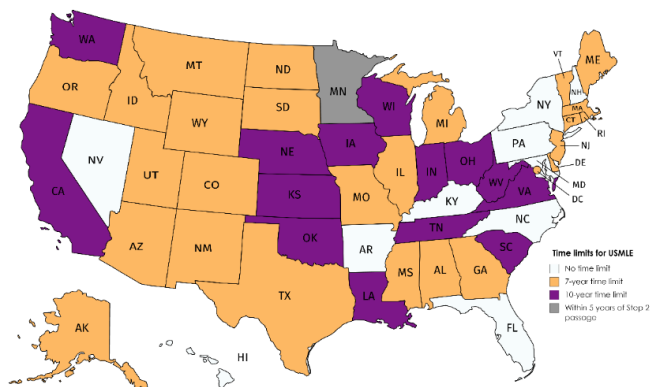 WA
MT
ND
MN
OR
ID
SD
WY
WI
MI
ME
VT
NH
NY
MA
CT
RI
NV
UT
CO
NE
IA
IL
IN
OH
PA
NJ
DE
MD
DC
CA
KS
MO
KY
WV
VA
AZ
NM
OK
AR
TN
NC
SC
TX
LA
MS
AL
GA
FL
AK
HI
Time limits for USMLE
No time limit
7-year time limit
10-year time limit
Within 5 years of Stop 2
passago